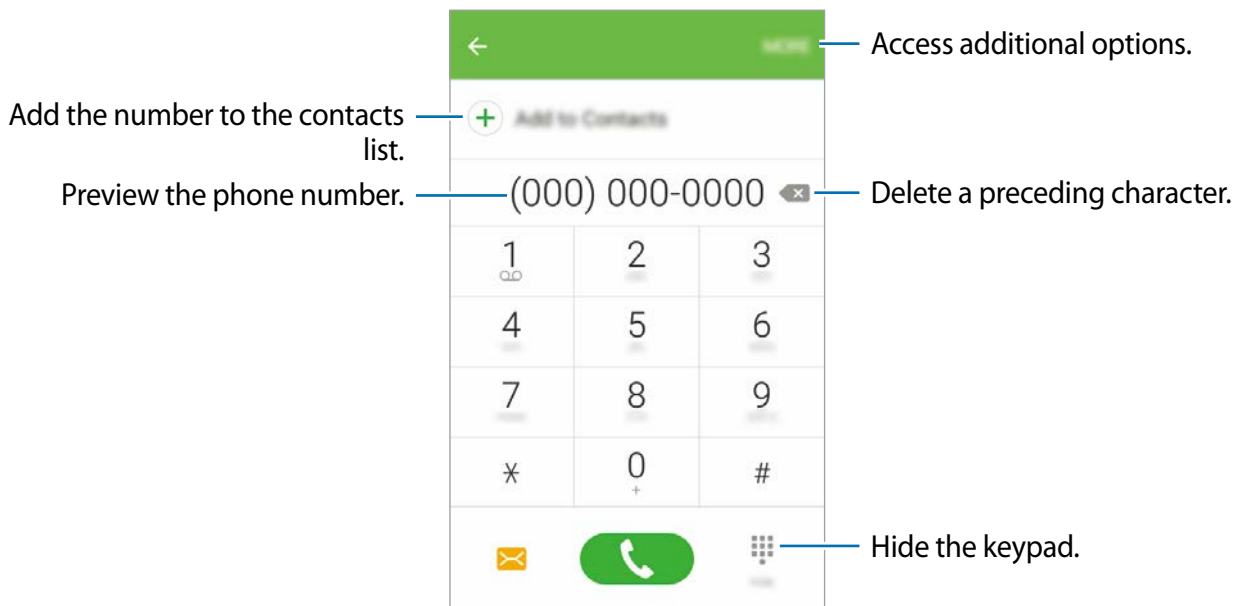 Access additional options.
Add the number to the contacts
list.
Preview the phone number.
(000) 000-0000
Delete a preceding character.
1 2 3
4 5 6
7 8 9
* 0 #
+
Hide the keypad.